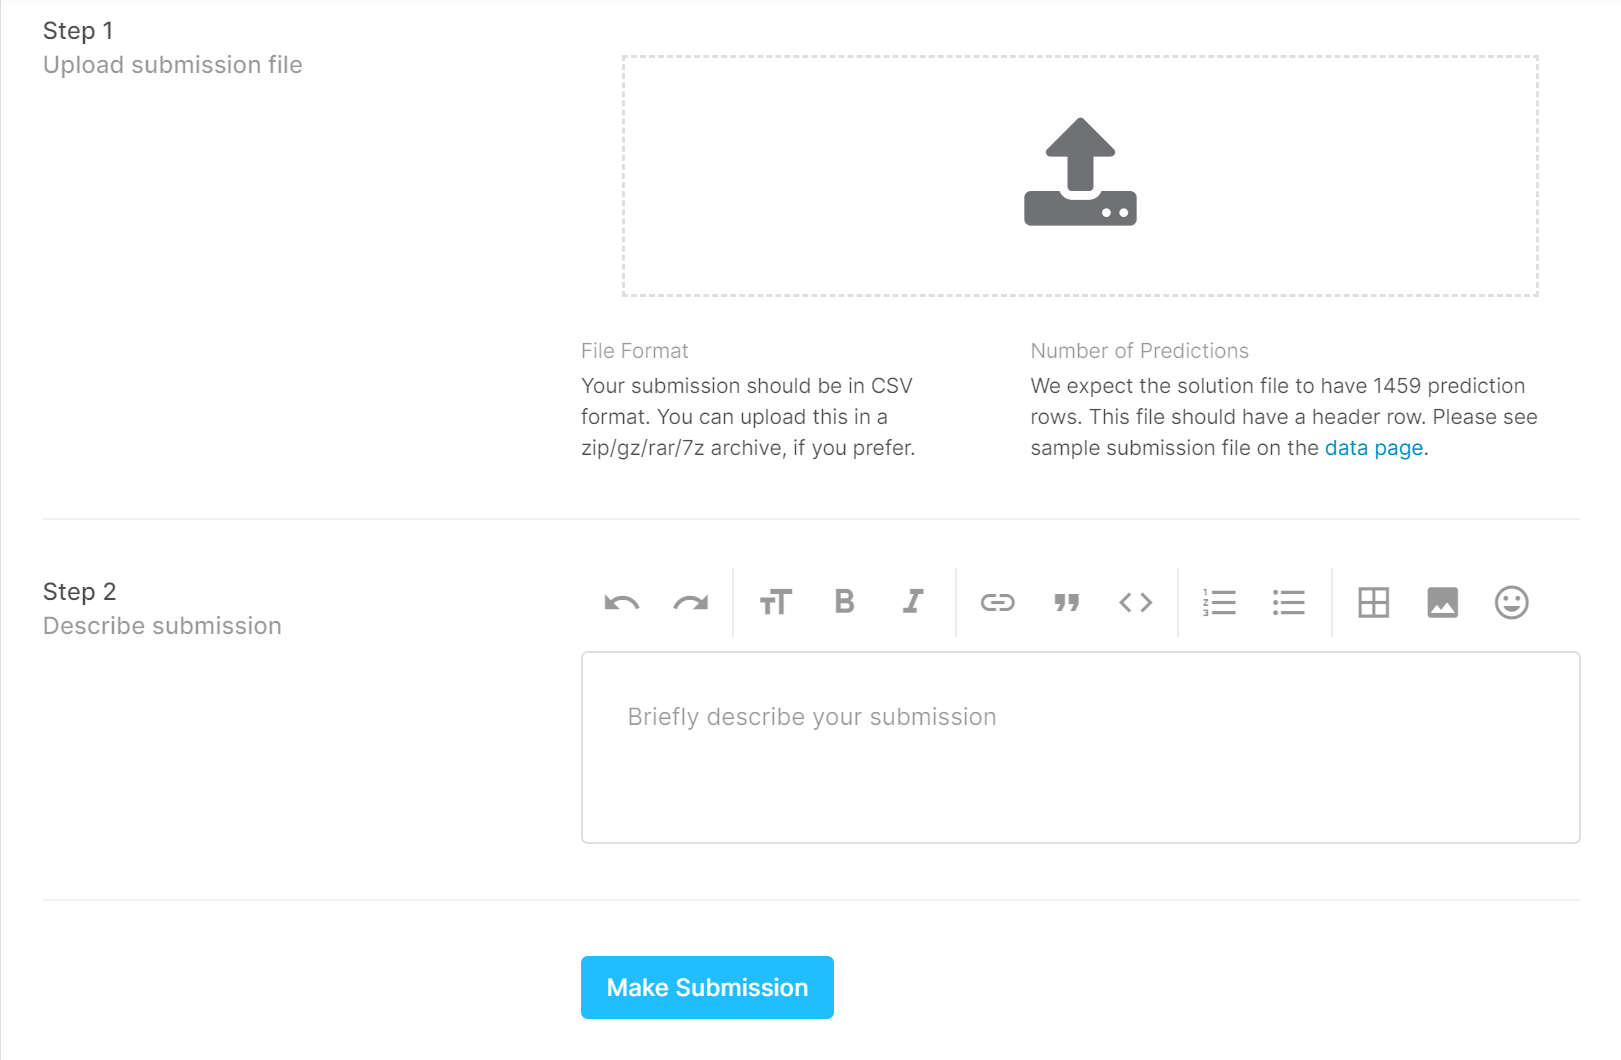 Step 1
Upload submission file
File Format
Your submission should be in CSV
format. You can upload this in a
zip/gz/rar/7z archive, if you prefer.
Number of Predictions
We expect the solution file to have 1459 prediction
rows. This file should have a header row. Please see
sample submission file on the data page.
Step 2
Describe submission
Briefly describe your submission
Make Submission